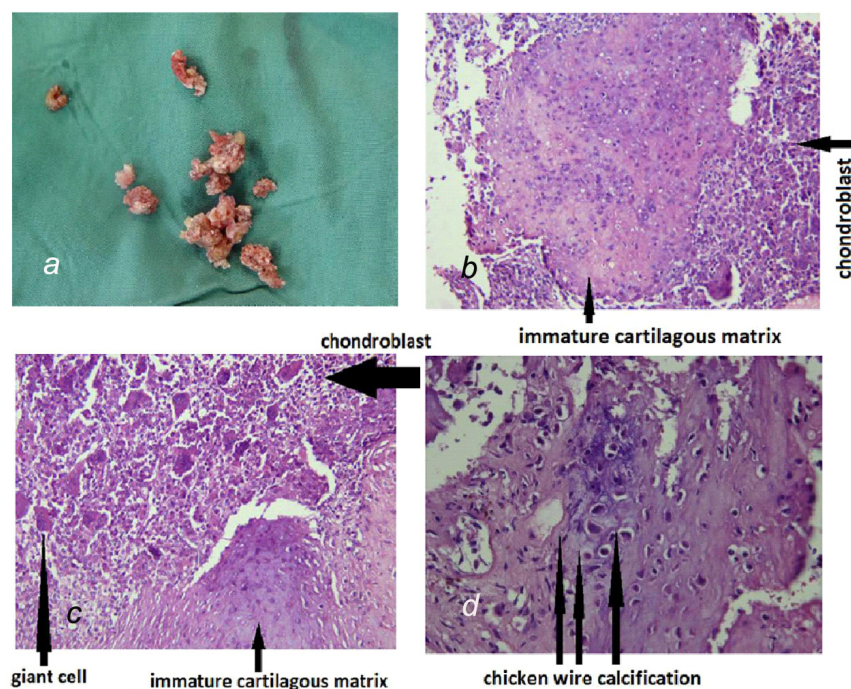 a
b
chondroblast
immature cartilagous matrix
chondroblast
c
d
giant cell
immature cartilagous matrix
chicken wire calcification